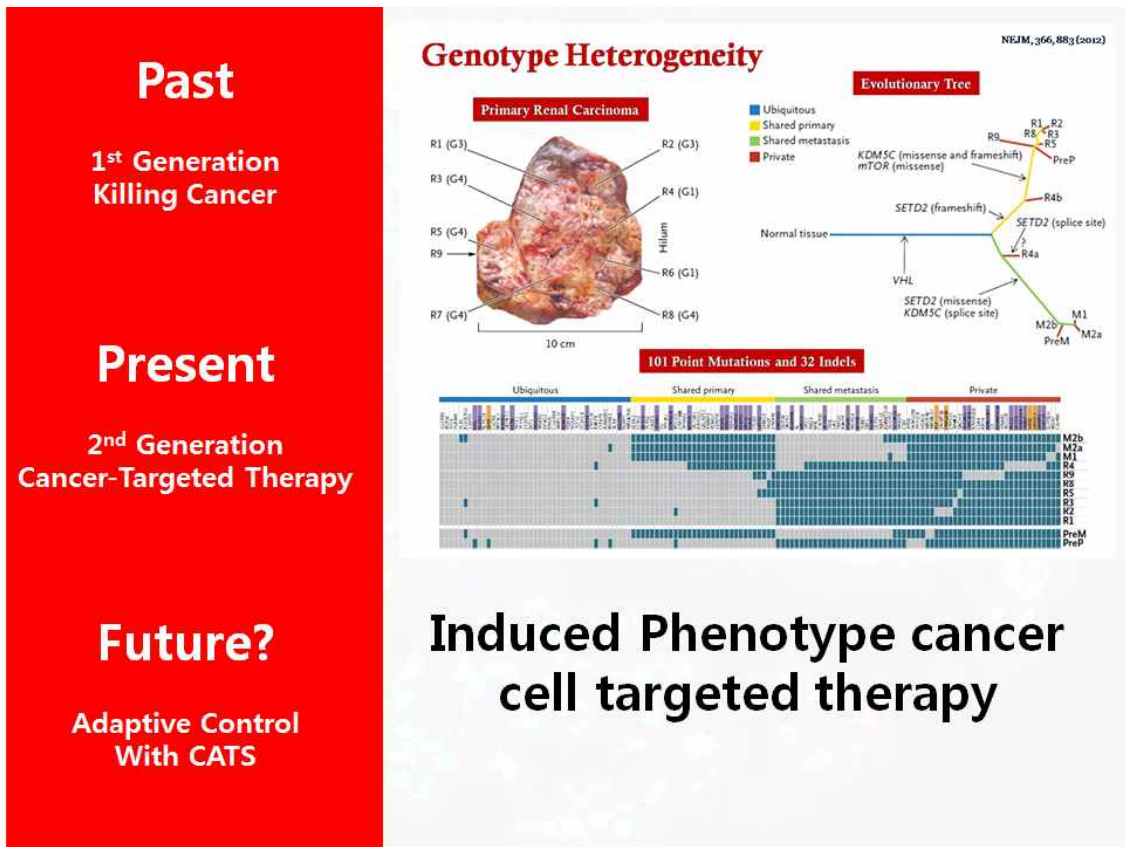 Past
1st Generation
Killing Cancer
Present
2nd Generation
Cancer-Targeted Therapy
Future?
Adaptive Control
With CATS
NEJM, 366, 883 (2012)
Genotype Heterogeneity
Primary Renal Carcinoma
R1 (G3)
R2 (G3)
R3 (G4)
R4 (G1)
R5 (G4)
R9
Hilum
R6 (G1)
R7 (G4)
R8 (G4)
10 cm
Ubiquitous
Shared primary
Shared metastasis
Private
Evolutionary Tree
R1
R2
R8
R3
R9
R5
PreP
KDM5C (missense and frameshift)
mTOR (missense)
R4b
SETD2 (frameshift)
SETD2 (splice site)
Normal tissue
?
R4a
VHL
SETD2 (missense)
KDM5C (splice site)
M1
M2b
M2a
PreM
101 Point Mutations and 32 Indels
Ubiquitous Shared primary Shared metastasis Private
M2b
M2a
M1
R4
R9
R8
R5
R3
R2
R1
PreM
PreP
Induced Phenotype cancer
cell targeted therapy